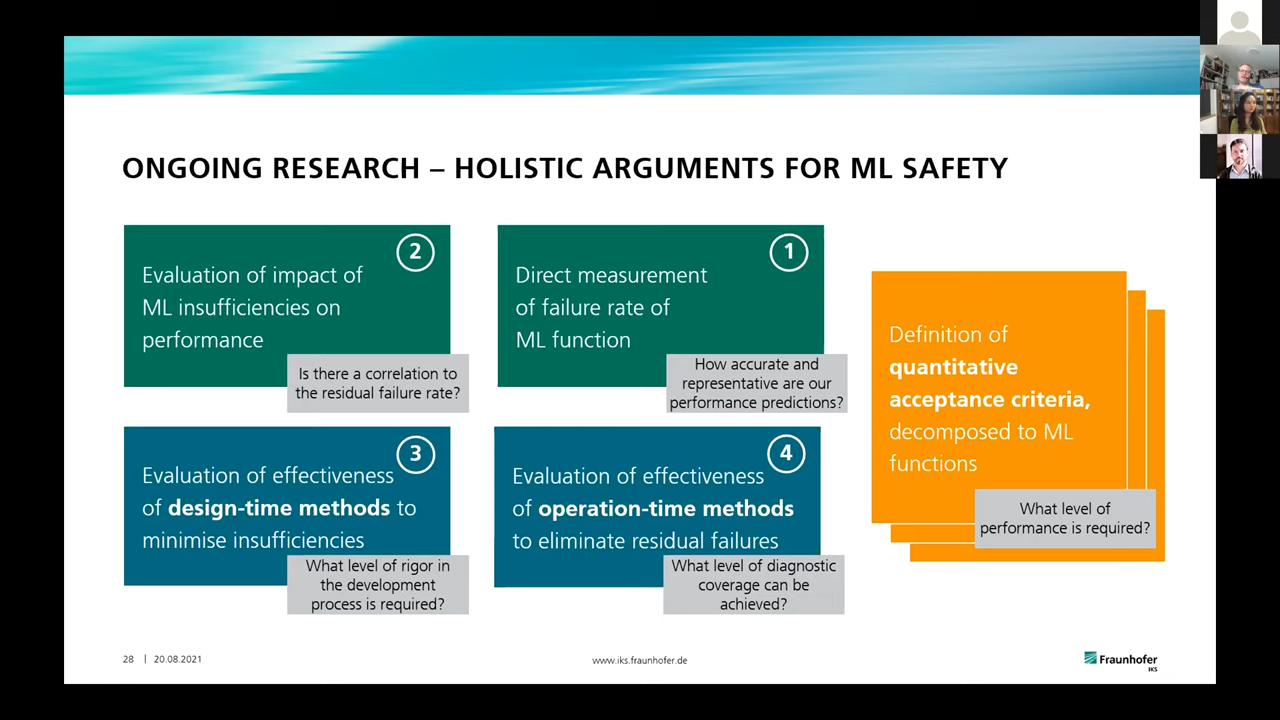 ONGOING RESEARCH – HOLISTIC ARGUMENTS FOR ML SAFETY
2
Evaluation of impact of
ML insufficiencies on
performance
Is there a correlation to
the residual failure rate?
1
Direct measurement
of failure rate of
ML function
How accurate and
representative are our
performance predictions?
3
Evaluation of effectiveness
of design-time methods to
minimise insufficiencies
What level of rigor in
the development
process is required?
4
Evaluation of effectiveness
of operation-time methods
to eliminate residual failures
What level of diagnostic
coverage can be
achieved?
Definition of
quantitative
acceptance criteria,
decomposed to ML
functions
What level of
performance is required?
28 | 20.08.2021
www.iks.fraunhofer.de
Fraunhofer
IKS